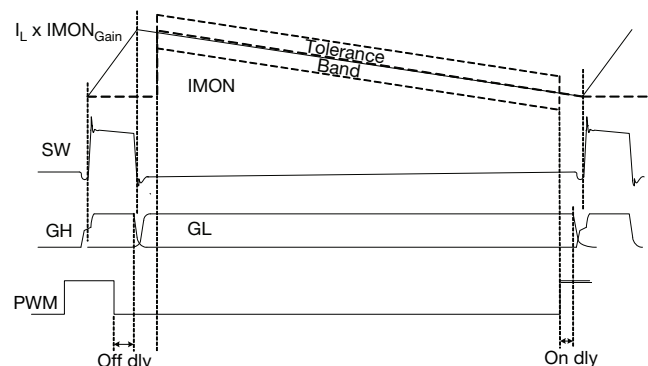 I_L x IMON_Gain
Tolerance
Band
IMON
SW
GH
GL
PWM
Off dly
On dly